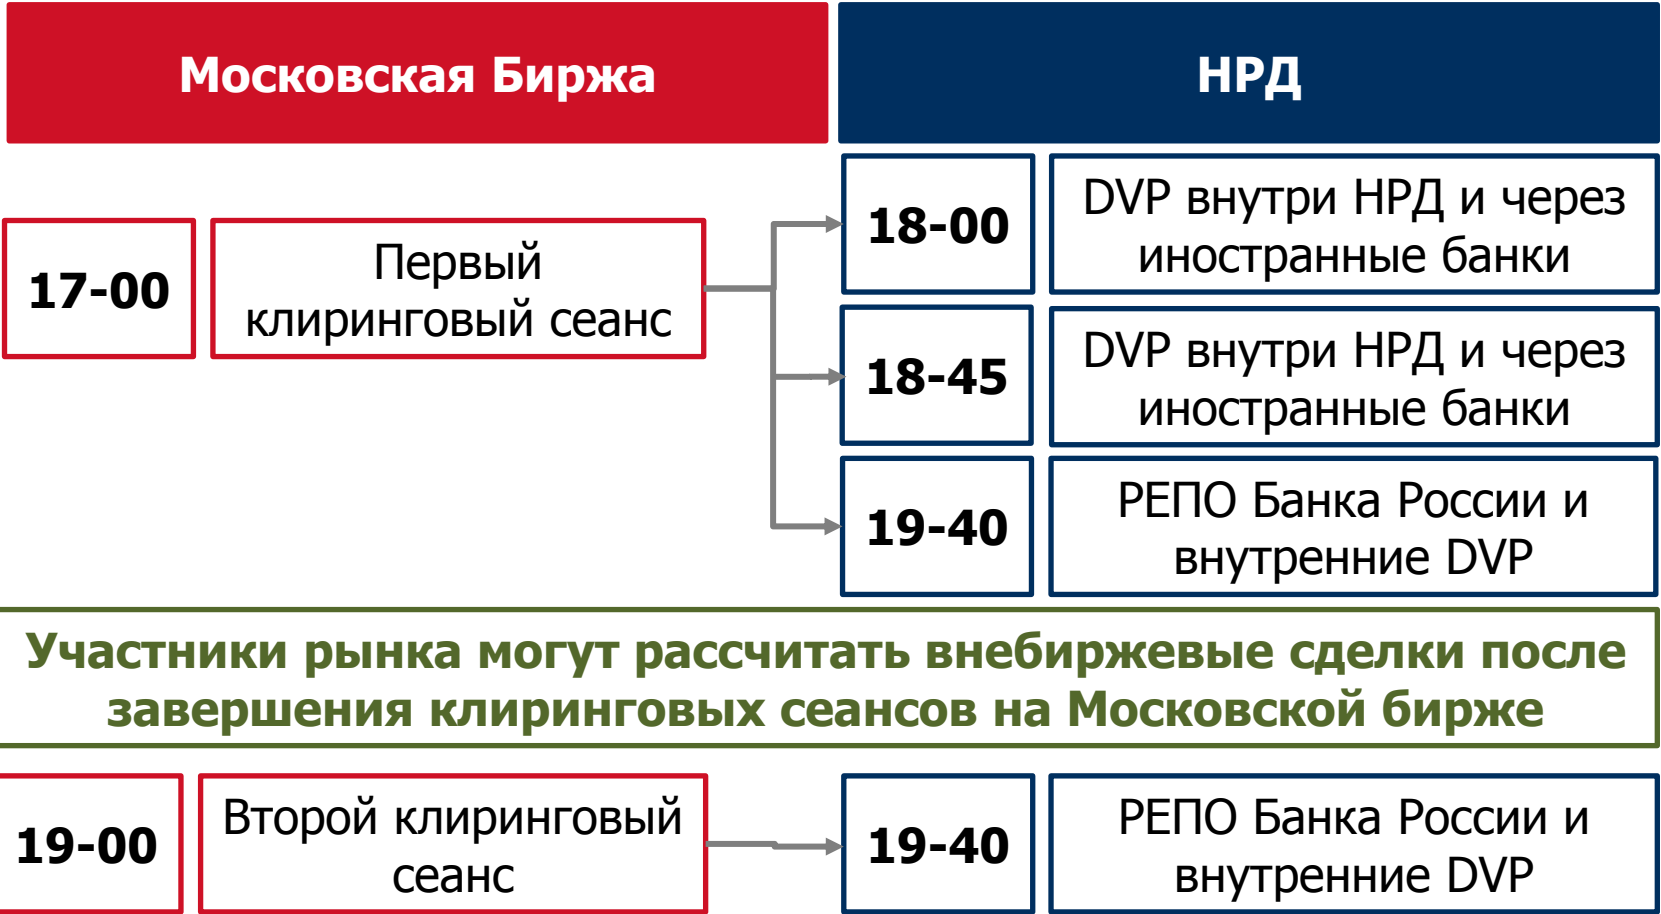 Московская Биржа
НРД
17-00
Первый
клиринговый сеанс
18-00
DVP внутри НРД и через
иностранные банки
18-45
DVP внутри НРД и через
иностранные банки
19-40
РЕПО Банка России и
внутренние DVP
Участники рынка могут рассчитать внебиржевые сделки после
завершения клиринговых сеансов на Московской бирже
19-00
Второй клиринговый
сеанс
19-40
РЕПО Банка России и
внутренние DVP